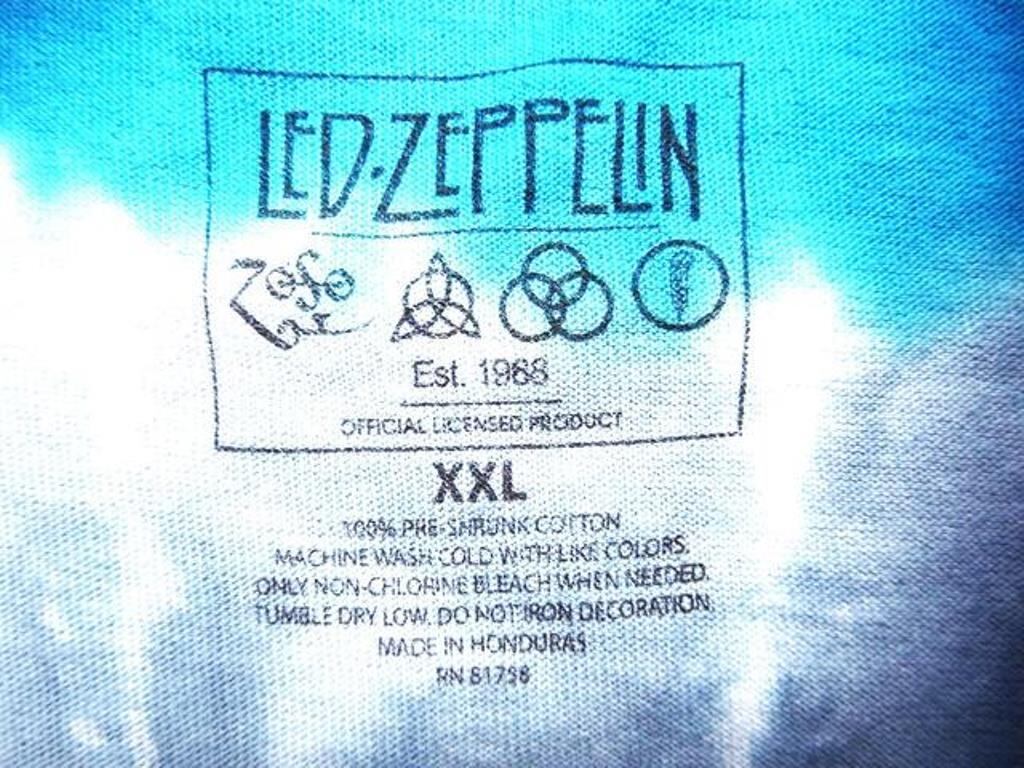 LED·ZEPPELIN
ZoSo
Est. 1968
OFFICIAL LICENSED PRODUCT
XXL
100% PRE-SHRUNK COTTON
MACHINE WASH COLD WITH LIKE COLORS.
ONLY NON-CHLORINE BLEACH WHEN NEEDED.
TUMBLE DRY LOW. DO NOT IRON DECORATION.
MADE IN HONDURAS
RN 81798